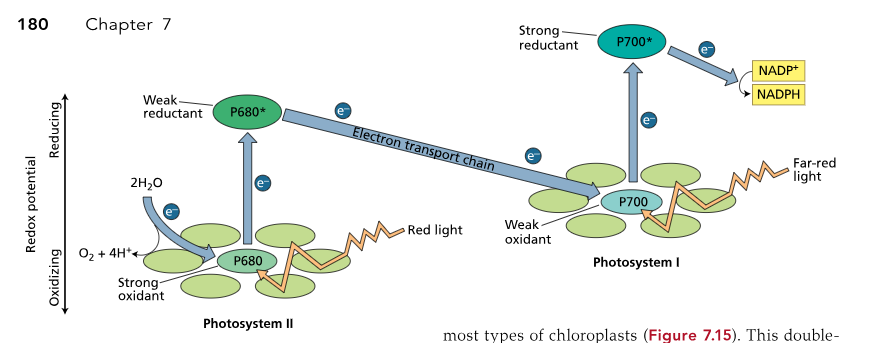 180 Chapter 7
Strong
reductant
P700*
e⁻
NADP⁺
NADPH
Weak
reductant
P680*
e⁻
Electron transport chain
e⁻
e⁻
Redox potential
Reducing
Oxidizing
2H₂O
e⁻
e⁻
O₂ + 4H⁺
P680
Strong
oxidant
Red light
Photosystem II
Far-red
light
P700
Weak
oxidant
Photosystem I
most types of chloroplasts (Figure 7.15). This double-